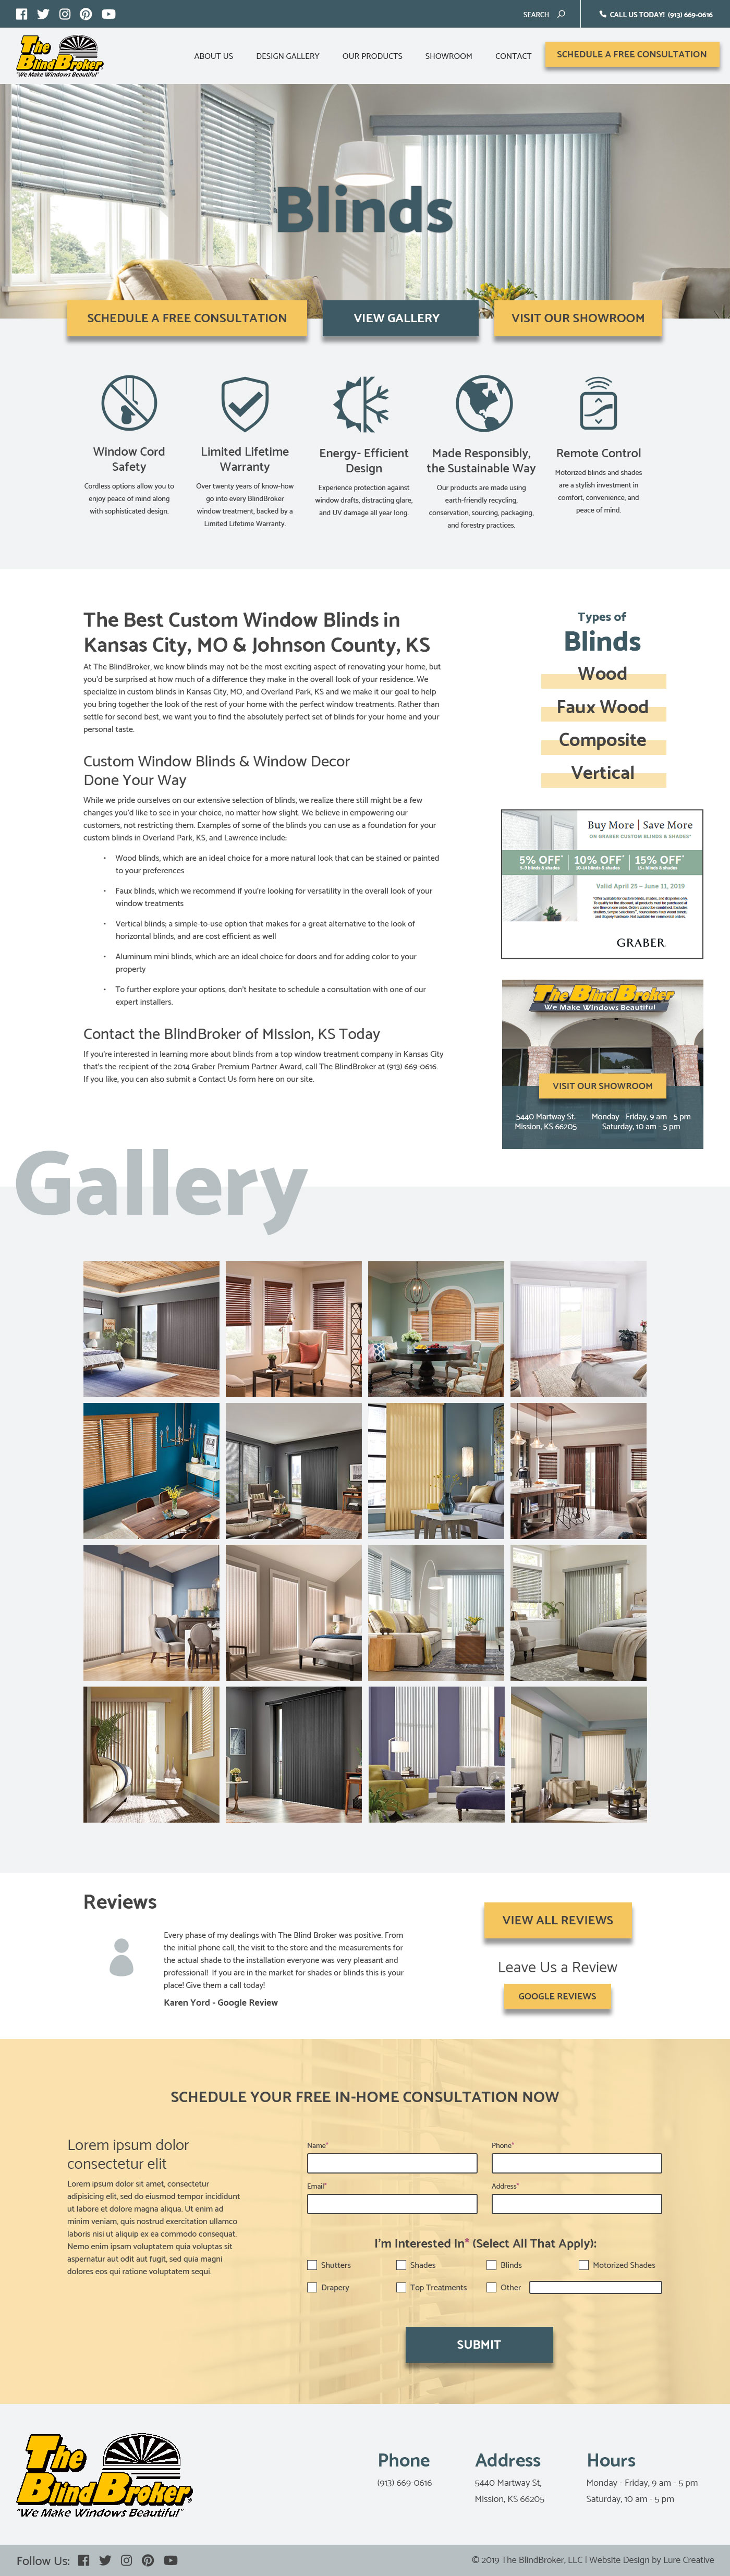 SEARCH
CALL US TODAY! (913) 669-0616
The
BlindBroker
"We Make Windows Beautiful"
ABOUT US
DESIGN GALLERY
OUR PRODUCTS
SHOWROOM
CONTACT
SCHEDULE A FREE CONSULTATION
Blinds
SCHEDULE A FREE CONSULTATION
VIEW GALLERY
VISIT OUR SHOWROOM
Window Cord
Safety
Cordless options allow you to
enjoy peace of mind along
with sophisticated design.
Limited Lifetime
Warranty
Over twenty years of know-how
go into every BlindBroker
window treatment, backed by a
Limited Lifetime Warranty.
Energy- Efficient
Design
Experience protection against
window drafts, distracting glare,
and UV damage all year long.
Made Responsibly,
the Sustainable Way
Our products are made using
earth-friendly recycling,
conservation, sourcing, packaging,
and forestry practices.
Remote Control
Motorized blinds and shades
are a stylish investment in
comfort, convenience, and
peace of mind.
The Best Custom Window Blinds in
Kansas City, MO & Johnson County, KS
At The BlindBroker, we know blinds may not be the most exciting aspect of renovating your home, but
you'd be surprised at how much of a difference they make in the overall look of your residence. We
specialize in custom blinds in Kansas City, MO, and Overland Park, KS and we make it our goal to help
you bring together the look of the rest of your home with the perfect window treatments. Rather than
settle for second best, we want you to find the absolutely perfect set of blinds for your home and your
personal taste.
Custom Window Blinds & Window Decor
Done Your Way
While we pride ourselves on our extensive selection of blinds, we realize there still might be a few
changes you'd like to see in your choice, no matter how slight. We believe in empowering our
customers, not restricting them. Examples of some of the blinds you can use as a foundation for your
custom blinds in Overland Park, KS, and Lawrence include:
• Wood blinds, which are an ideal choice for a more natural look that can be stained or painted
to your preferences
• Faux blinds, which we recommend if you're looking for versatility in the overall look of your
window treatments
• Vertical blinds; a simple-to-use option that makes for a great alternative to the look of
horizontal blinds, and are cost efficient as well
• Aluminum mini blinds, which are an ideal choice for doors and for adding color to your
property
• To further explore your options, don't hesitate to schedule a consultation with one of our
expert installers.
Contact the BlindBroker of Mission, KS Today
If you're interested in learning more about blinds from a top window treatment company in Kansas City
that's the recipient of the 2014 Graber Premium Partner Award, call The BlindBroker at (913) 669-0616.
If you like, you can also submit a Contact Us form here on our site.
Types of
Blinds
Wood
Faux Wood
Composite
Vertical
Buy More | Save More
ON GRABER CUSTOM BLINDS & SHADES*
5% OFF* 10% OFF* 15% OFF*
Valid April 25 – June 11, 2019
GRABER
The BlindBroker
We Make Windows Beautiful
VISIT OUR SHOWROOM
5440 Martway St.
Mission, KS 66205
Monday - Friday, 9 am - 5 pm
Saturday, 10 am - 5 pm
Gallery
Reviews
Every phase of my dealings with The Blind Broker was positive. From
the initial phone call, the visit to the store and the measurements for
the actual shade to the installation everyone was very pleasant and
professional! If you are in the market for shades or blinds this is your
place! Give them a call today!
Karen Yord - Google Review
VIEW ALL REVIEWS
Leave Us a Review
GOOGLE REVIEWS
SCHEDULE YOUR FREE IN-HOME CONSULTATION NOW
Lorem ipsum dolor
consectetur elit
Lorem ipsum dolor sit amet, consectetur
adipisicing elit, sed do eiusmod tempor incididunt
ut labore et dolore magna aliqua. Ut enim ad
minim veniam, quis nostrud exercitation ullamco
laboris nisi ut aliquip ex ea commodo consequat.
Nemo enim ipsam voluptatem quia voluptas sit
aspernatur aut odit aut fugit, sed quia magni
dolores eos qui ratione voluptatem sequi.
Name*
Phone*
Email*
Address*
I'm Interested In* (Select All That Apply):
Shutters
Shades
Blinds
Motorized Shades
Drapery
Top Treatments
Other
SUBMIT
The
BlindBroker
"We Make Windows Beautiful"
Phone
(913) 669-0616
Address
5440 Martway St,
Mission, KS 66205
Hours
Monday - Friday, 9 am - 5 pm
Saturday, 10 am - 5 pm
Follow Us:
© 2019 The BlindBroker, LLC | Website Design by Lure Creative